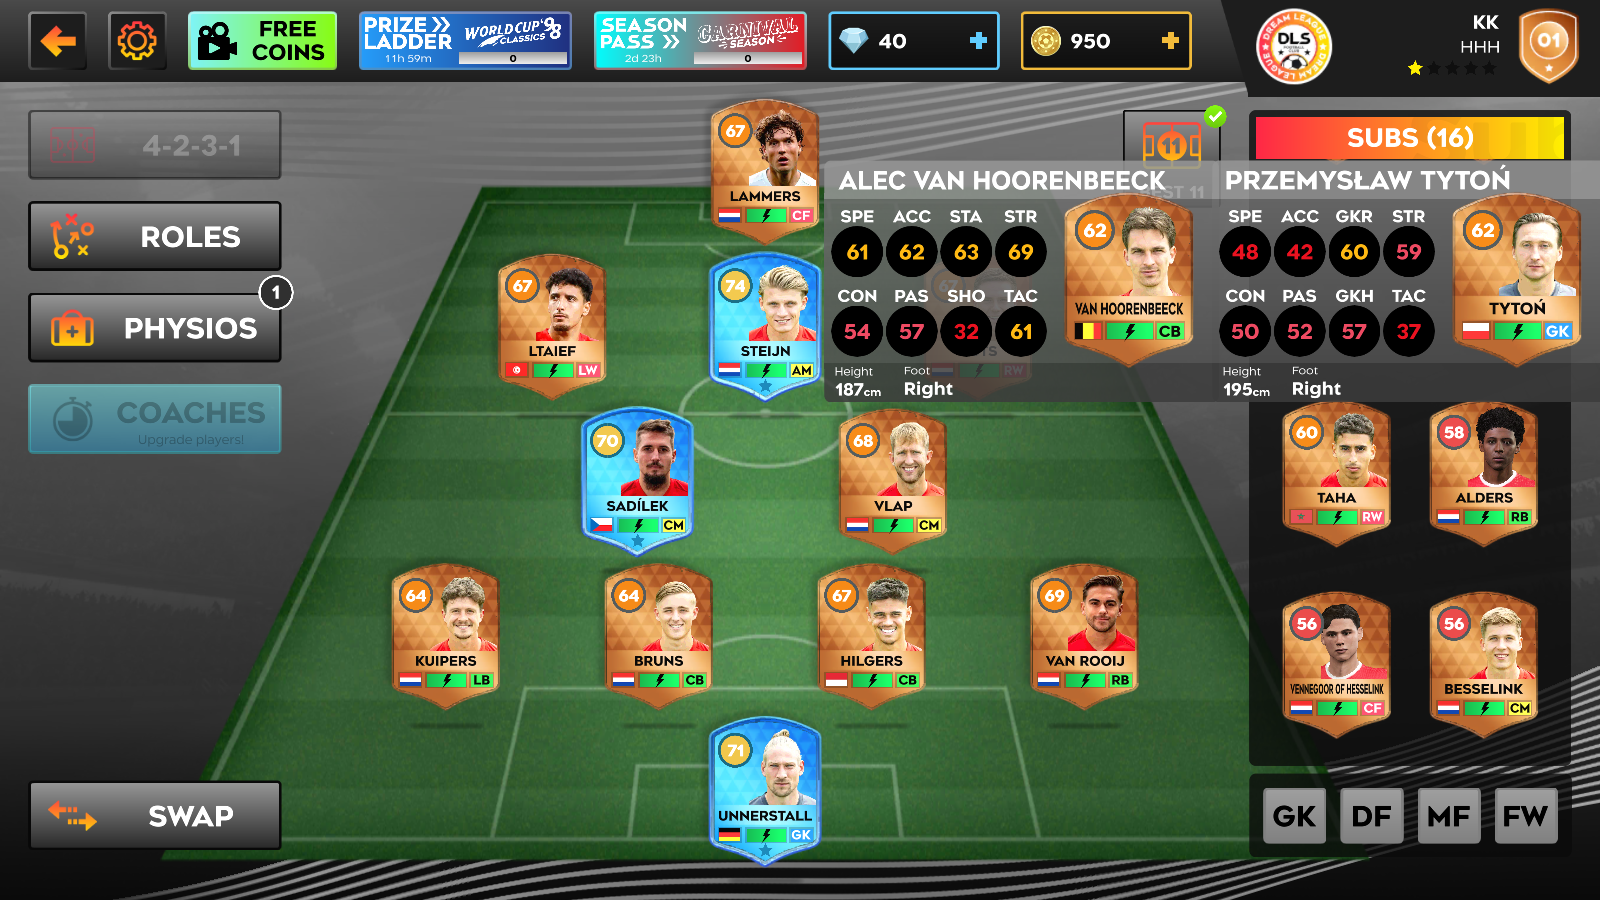 FREE
COINS
PRIZE
LADDER
11h 59m
WORLD CUP '98
CLASSICS
0
SEASON
PASS
2d 23h
CARNIVAL
SEASON
0
40
950
DREAM LEAGUE
DLS
KK
HHH
01
4-2-3-1
ROLES
PHYSIOS
1
COACHES
Upgrade players!
SWAP
67
LAMMERS
CF
67
LTAIEF
LW
74
STEIJN
AM
70
SADÍLEK
CM
68
VLAP
CM
64
KUIPERS
LB
64
BRUNS
CB
67
HILGERS
CB
69
VAN ROOIJ
RB
71
UNNERSTALL
GK
11
RW
ALEC VAN HOORENBEECK
SPE ACC STA STR
61 62 63 69
CON PAS SHO TAC
54 57 32 61
Height Foot
187cm Right
62
VAN HOORENBEECK
CB
SUBS (16)
PRZEMYSŁAW TYTOŃ
SPE ACC GKR STR
48 42 60 59
CON PAS GKH TAC
50 52 57 37
Height Foot
195cm Right
62
TYTOŃ
GK
60
TAHA
RW
58
ALDERS
RB
56
VENNEGOOR OF HESSELINK
CF
56
BESSELINK
CM
GK DF MF FW